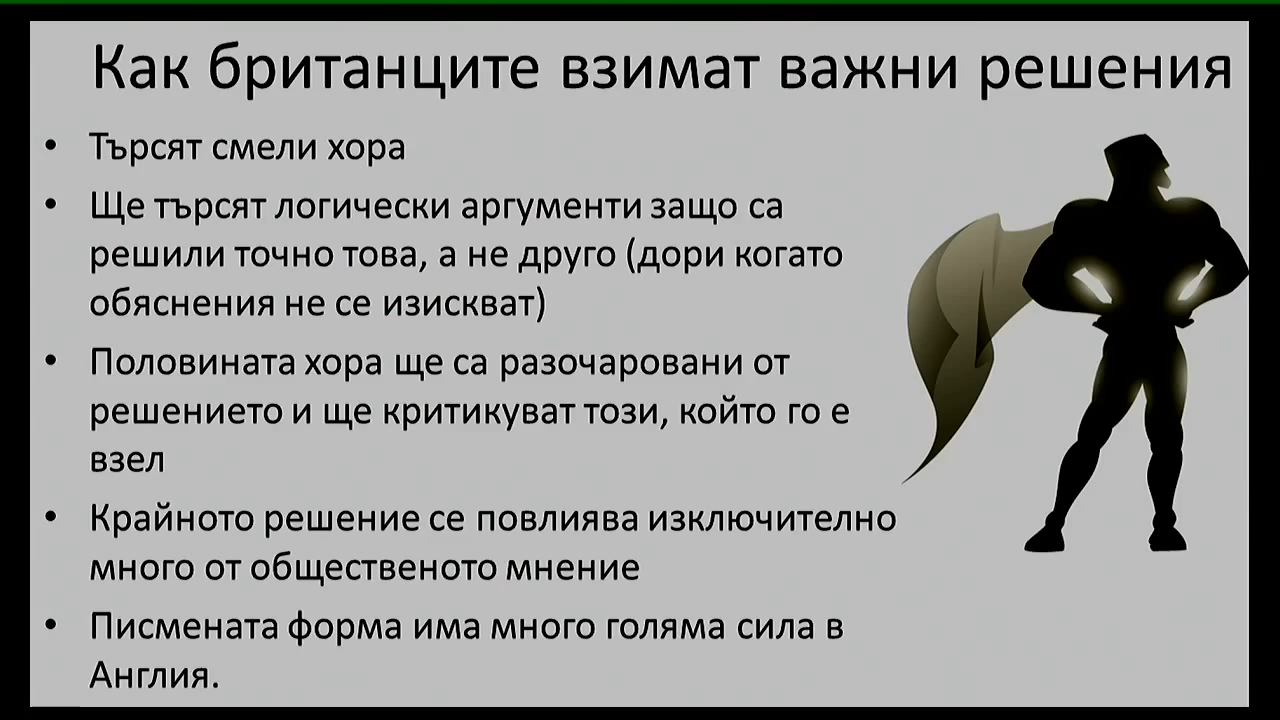 Как британците взимат важни решения
• Търсят смели хора
• Ще търсят логически аргументи защо са
решили точно това, а не друго (дори когато
обяснения не се изискват)
• Половината хора ще са разочаровани от
решението и ще критикуват този, който го е
взел
• Крайното решение се повлиява изключително
много от общественото мнение
• Писмената форма има много голяма сила в
Англия.